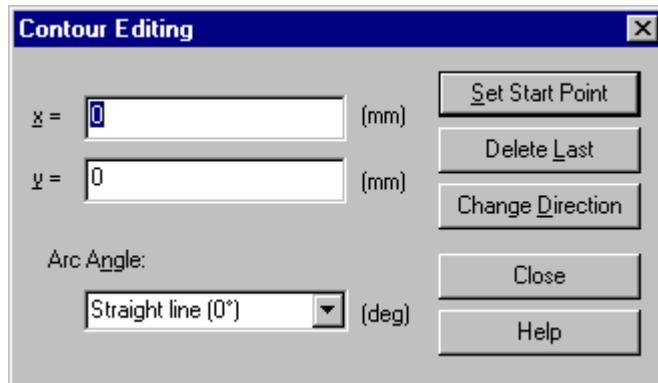 Contour Editing
x = 0 (mm)
y = 0 (mm)
Arc Angle:
Straight line (0°) (deg)
Set Start Point
Delete Last
Change Direction
Close
Help